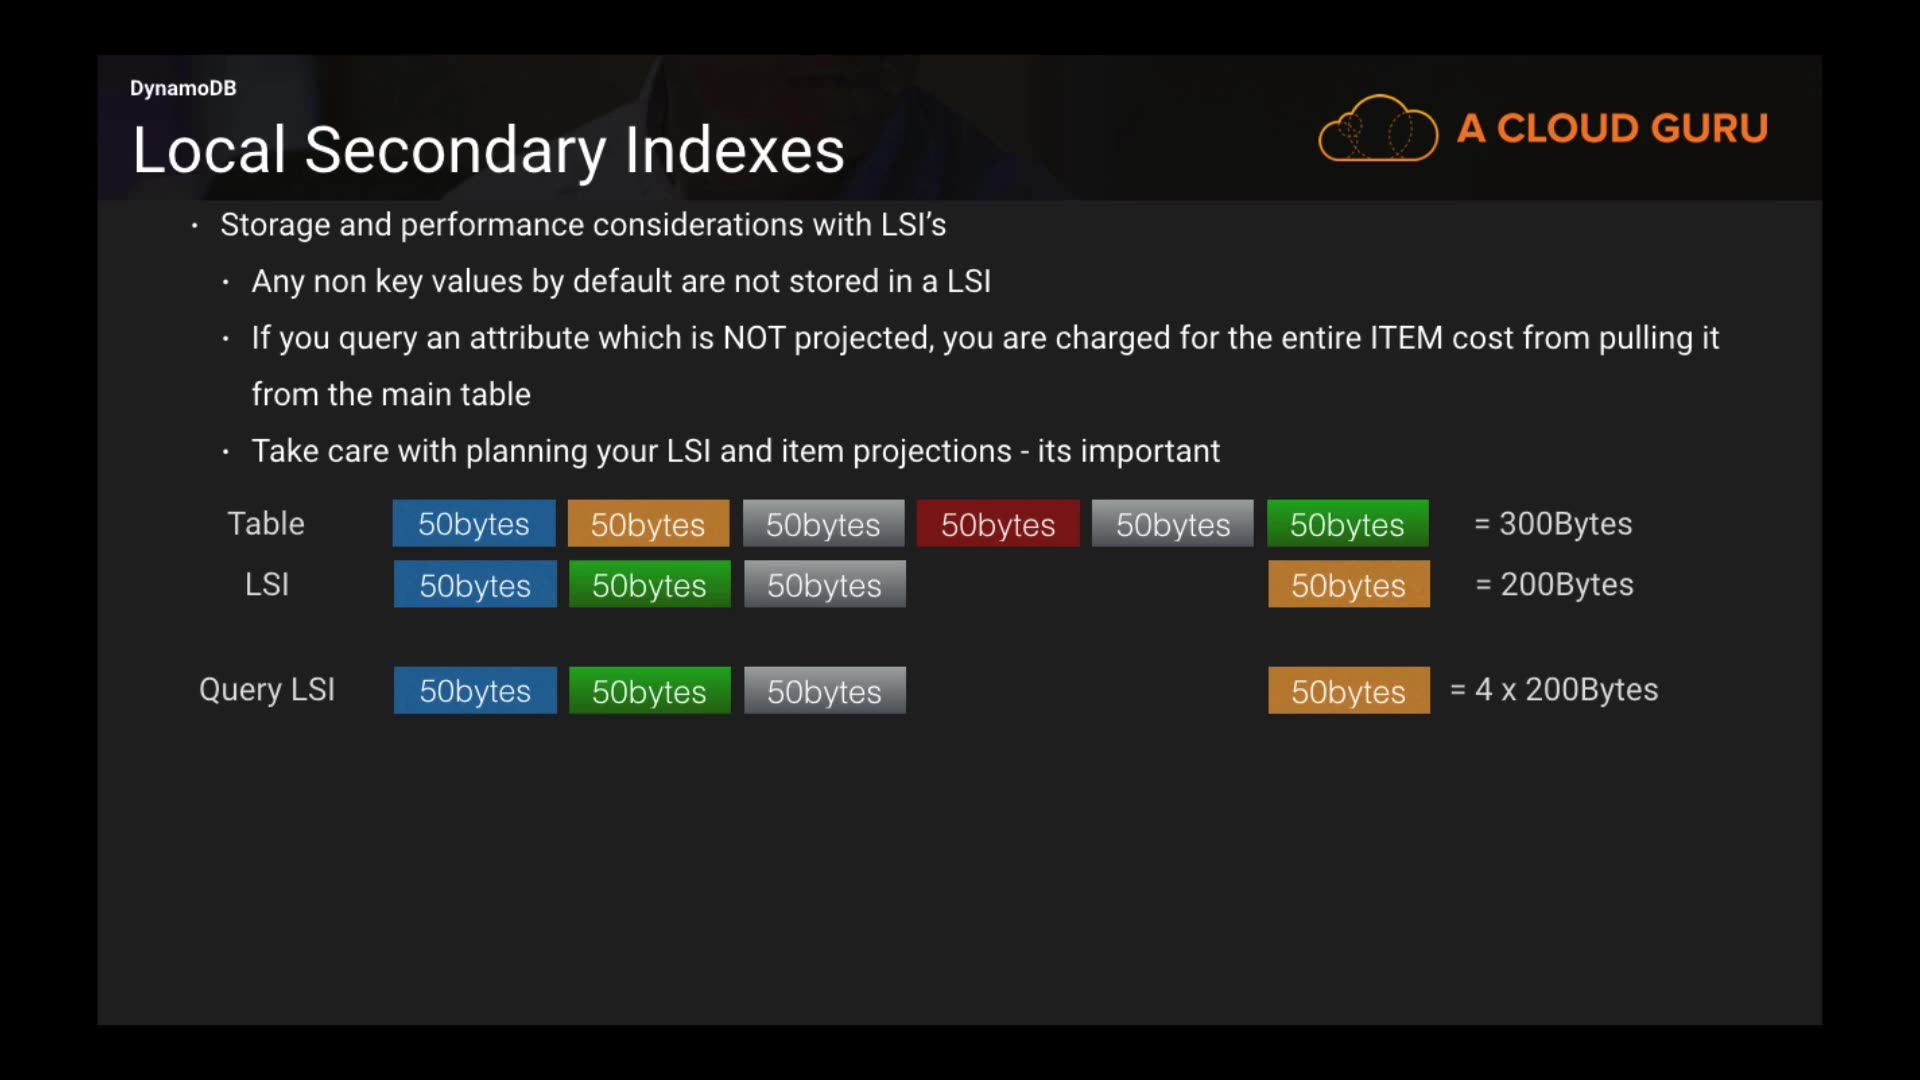 DynamoDB
Local Secondary Indexes
A CLOUD GURU
· Storage and performance considerations with LSI’s
· Any non key values by default are not stored in a LSI
· If you query an attribute which is NOT projected, you are charged for the entire ITEM cost from pulling it
from the main table
· Take care with planning your LSI and item projections - its important
Table 50bytes 50bytes 50bytes 50bytes 50bytes 50bytes = 300Bytes
LSI 50bytes 50bytes 50bytes 50bytes = 200Bytes
Query LSI 50bytes 50bytes 50bytes 50bytes = 4 x 200Bytes